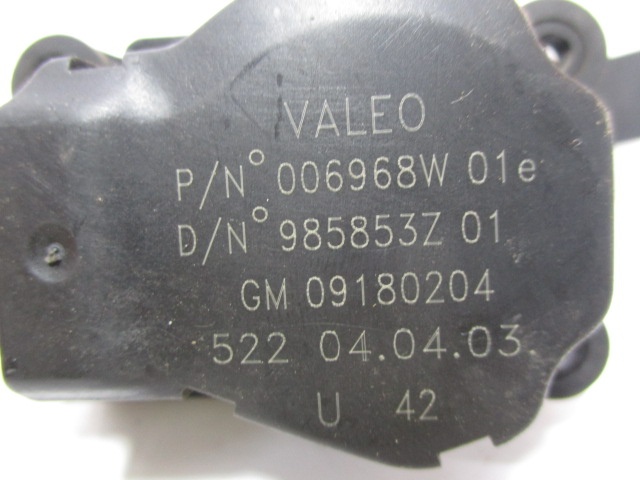 VALEO
P/N° 006968W 01e
D/N° 985853Z 01
GM 09180204
522 04.04.03.
U 42